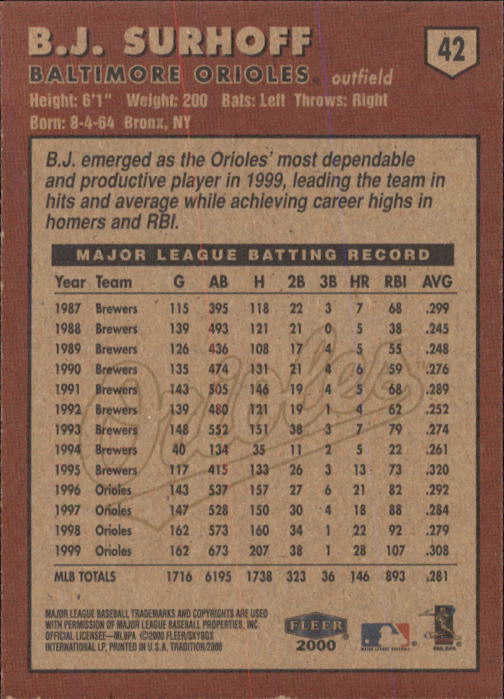 B.J. SURHOFF
42
BALTIMORE ORIOLES® outfield
Height: 6'1" Weight: 200 Bats: Left Throws: Right
Born: 8-4-64 Bronx, NY
B.J. emerged as the Orioles' most dependable
and productive player in 1999, leading the team in
hits and average while achieving career highs in
homers and RBI.
MAJOR LEAGUE BATTING RECORD
Year Team G AB H 2B 3B HR RBI AVG
1987 Brewers 115 395 118 22 3 7 68 .299
1988 Brewers 139 493 121 21 0 5 38 .245
1989 Brewers 126 436 108 17 4 5 55 .248
1990 Brewers 135 474 131 21 4 6 59 .276
1991 Brewers 143 505 146 19 4 5 68 .289
1992 Brewers 139 480 121 19 1 4 62 .252
1993 Brewers 148 552 151 38 3 7 79 .274
1994 Brewers 40 134 35 11 2 5 22 .261
1995 Brewers 117 415 133 26 3 13 73 .320
1996 Orioles 143 537 157 27 6 21 82 .292
1997 Orioles 147 528 150 30 4 18 88 .284
1998 Orioles 162 573 160 34 1 22 92 .279
1999 Orioles 162 673 207 38 1 28 107 .308
MLB TOTALS 1716 6195 1738 323 36 146 893 .281
Orioles
MAJOR LEAGUE BASEBALL TRADEMARKS AND COPYRIGHTS ARE USED
WITH PERMISSION OF MAJOR LEAGUE BASEBALL PROPERTIES, INC.
OFFICIAL LICENSEE—MLBPA ©2000 FLEER/SKYBOX
INTERNATIONAL LP, PRINTED IN U.S.A. TRADITION/2000
FLEER
2000
MAJOR LEAGUE BASEBALL